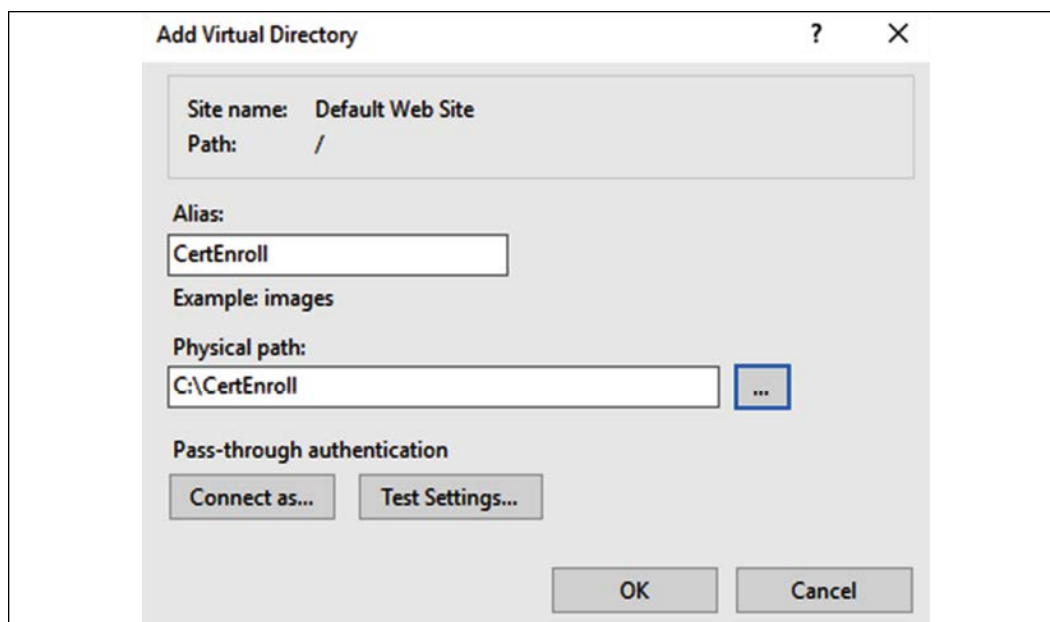 Add Virtual Directory ? X
Site name: Default Web Site
Path: /
Alias:
CertEnroll
Example: images
Physical path:
C:\CertEnroll ...
Pass-through authentication
Connect as... Test Settings...
OK Cancel